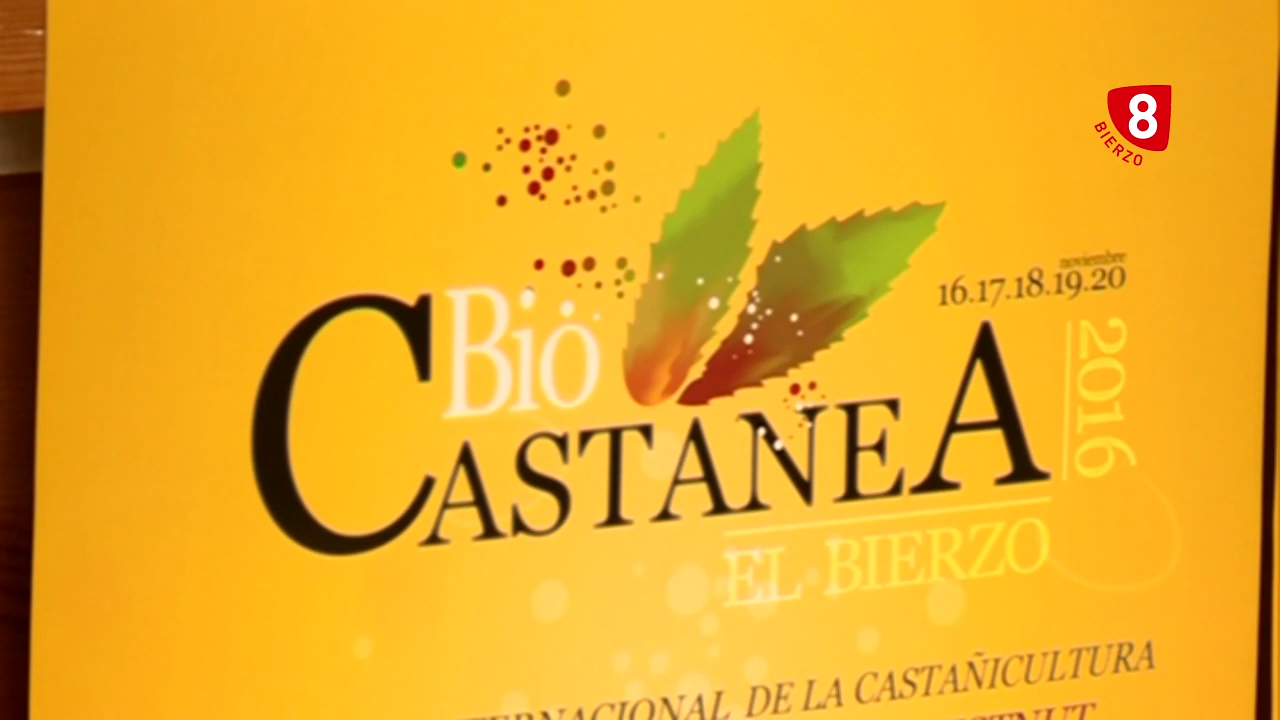 8
BIERZO
noviembre
16.17.18.19.20
2016
Bio
CASTANEA
EL BIERZO
DE LA CASTAÑICULTURA